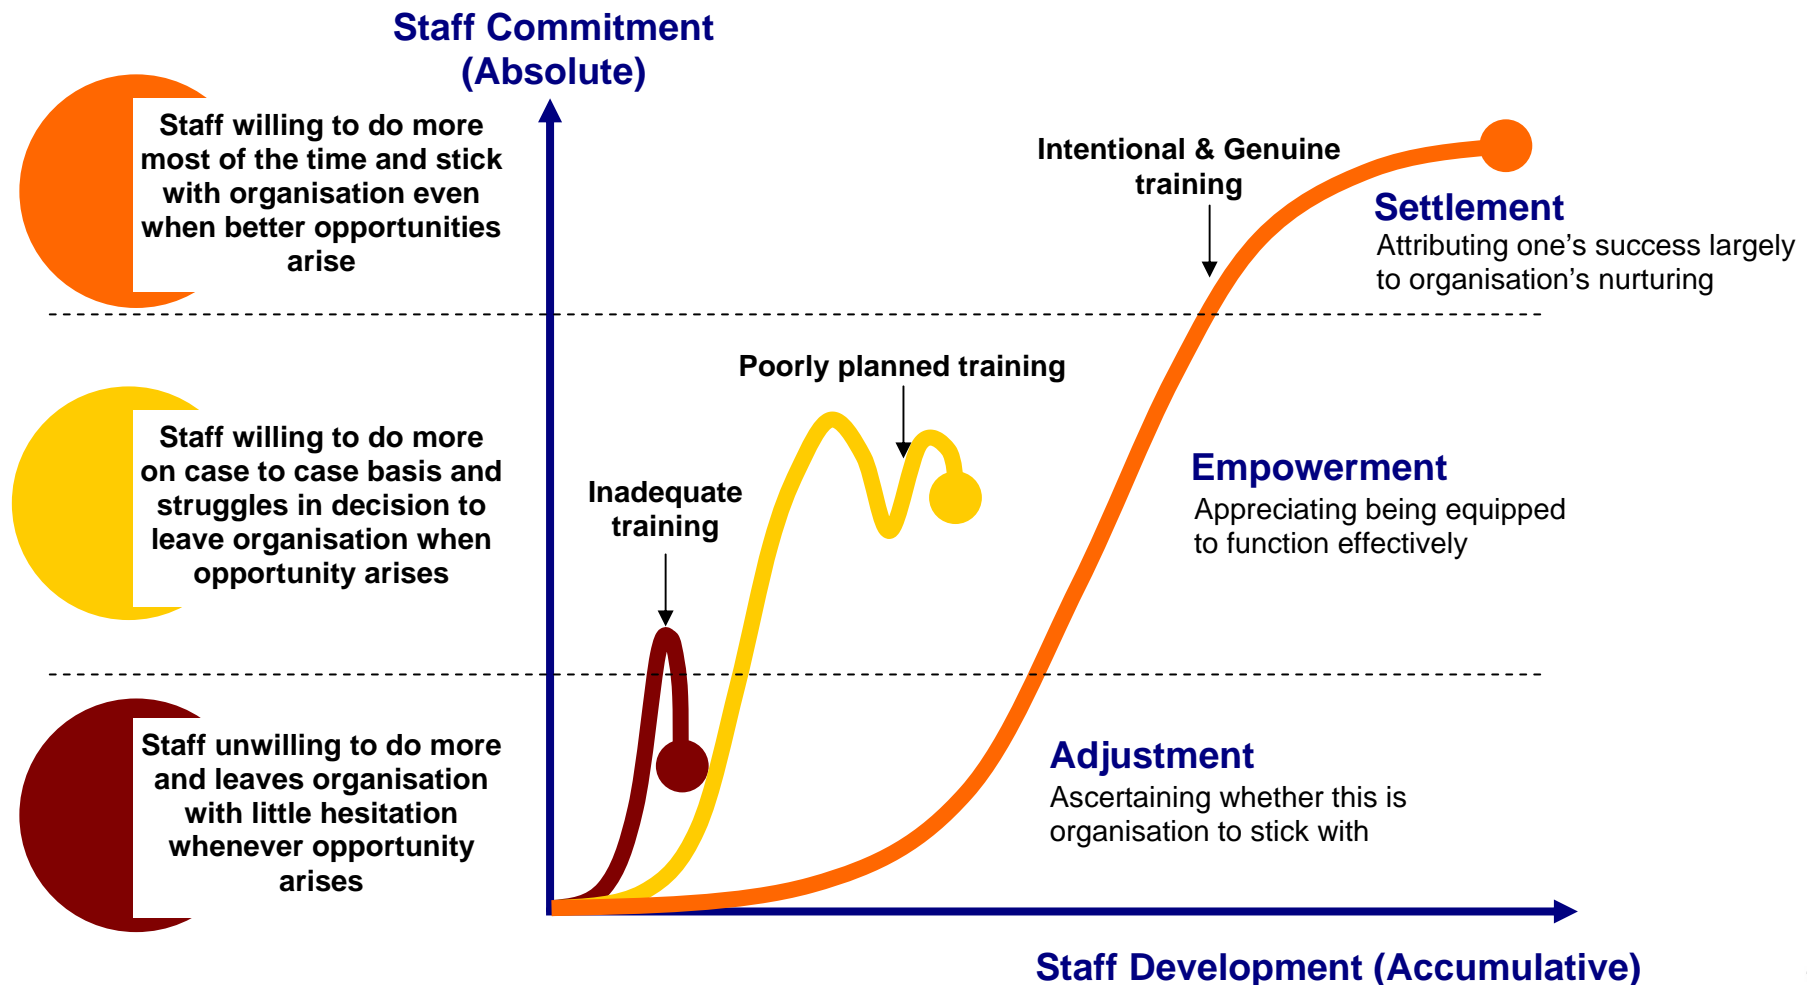 Staff Commitment
(Absolute)
Staff willing to do more
most of the time and stick
with organisation even
when better opportunities
arise
Intentional & Genuine
training
Settlement
Attributing one’s success largely
to organisation’s nurturing
Poorly planned training
Staff willing to do more
on case to case basis and
struggles in decision to
leave organisation when
opportunity arises
Inadequate
training
Empowerment
Appreciating being equipped
to function effectively
Staff unwilling to do more
and leaves organisation
with little hesitation
whenever opportunity
arises
Adjustment
Ascertaining whether this is
organisation to stick with
Staff Development (Accumulative)